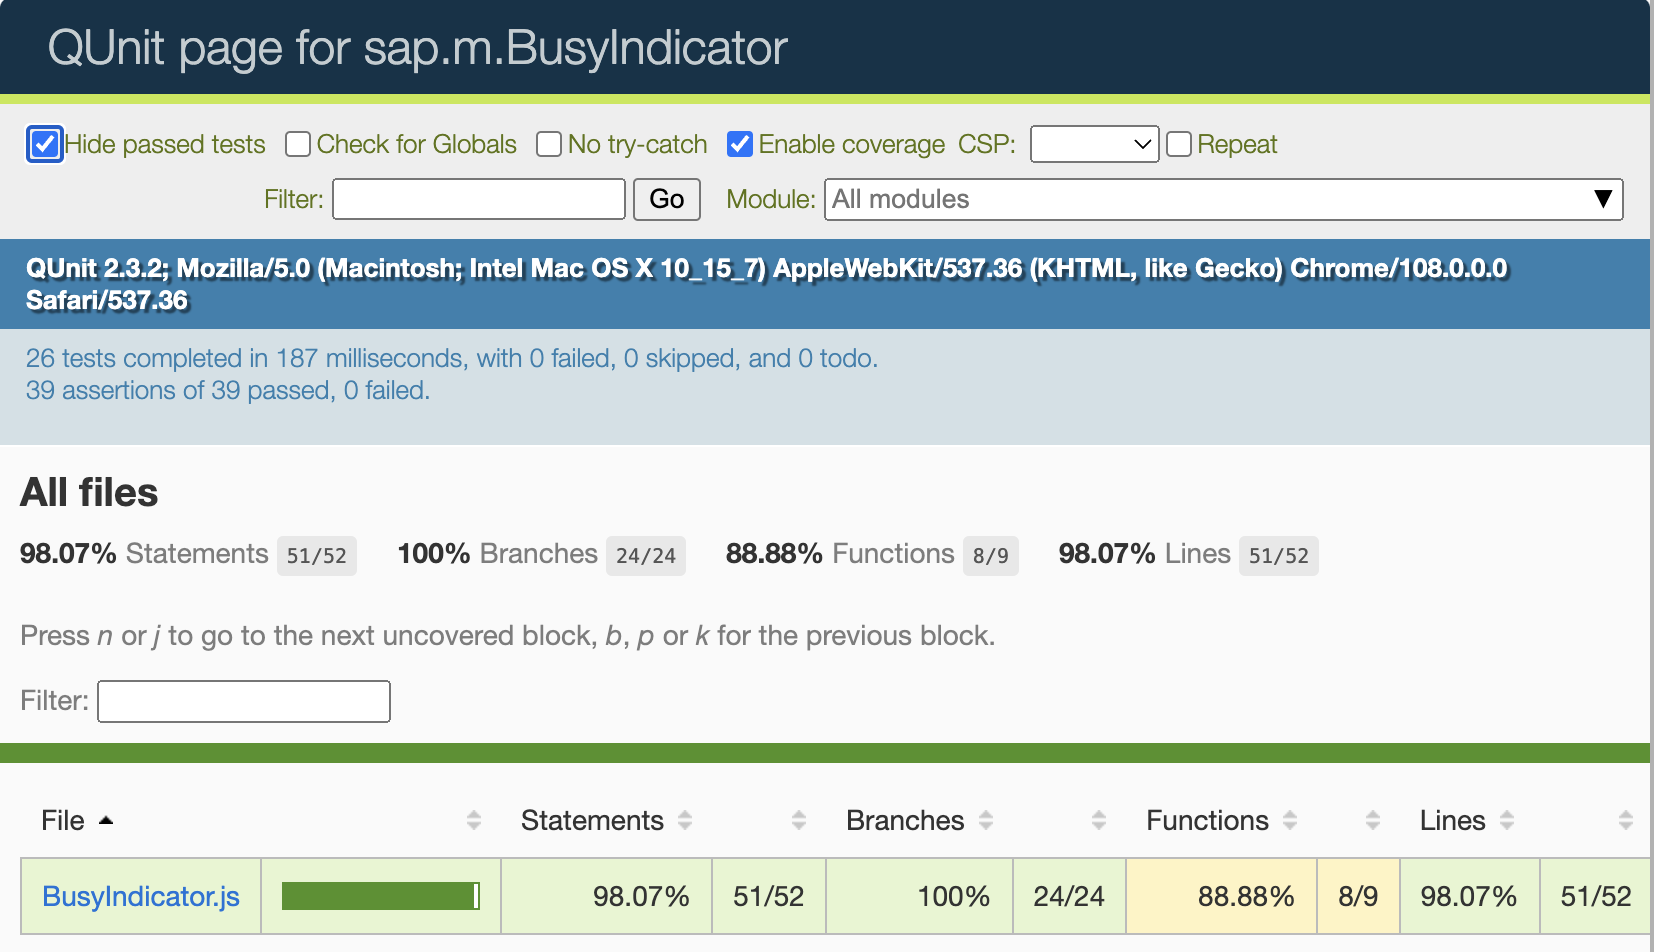 QUnit page for sap.m.BusyIndicator
Hide passed tests Check for Globals No try-catch Enable coverage CSP: Repeat
Filter: Go Module: All modules
QUnit 2.3.2; Mozilla/5.0 (Macintosh; Intel Mac OS X 10_15_7) AppleWebKit/537.36 (KHTML, like Gecko) Chrome/108.0.0.0
Safari/537.36
26 tests completed in 187 milliseconds, with 0 failed, 0 skipped, and 0 todo.
39 assertions of 39 passed, 0 failed.
All files
98.07% Statements 51/52 100% Branches 24/24 88.88% Functions 8/9 98.07% Lines 51/52
Press n or j to go to the next uncovered block, b, p or k for the previous block.
Filter:
File Statements Branches Functions Lines
BusyIndicator.js 98.07% 51/52 100% 24/24 88.88% 8/9 98.07% 51/52